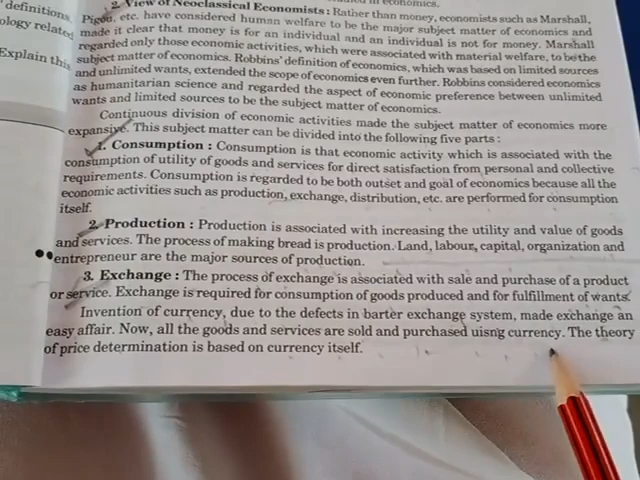 in economics.
2. View of Neoclassical Economists : Rather than money, economists such as Marshall,
Pigou, etc. have considered human welfare to be the major subject matter of economics and
made it clear that money is for an individual and an individual is not for money. Marshall
regarded only those economic activities, which were associated with material welfare, to be the
subject matter of economics. Robbins' definition of economics, which was based on limited sources
and unlimited wants, extended the scope of economics even further. Robbins considered economics
as humanitarian science and regarded the aspect of economic preference between unlimited
wants and limited sources to be the subject matter of economics.
Continuous division of economic activities made the subject matter of economics more
expansive. This subject matter can be divided into the following five parts :
1. Consumption : Consumption is that economic activity which is associated with the
consumption of utility of goods and services for direct satisfaction from personal and collective
requirements. Consumption is regarded to be both outset and goal of economics because all the
economic activities such as production, exchange, distribution, etc. are performed for consumption
itself.
2. Production : Production is associated with increasing the utility and value of goods
and services. The process of making bread is production. Land, labour, capital, organization and
entrepreneur are the major sources of production.
3. Exchange : The process of exchange is associated with sale and purchase of a product
or service. Exchange is required for consumption of goods produced and for fulfillment of wants.
Invention of currency, due to the defects in barter exchange system, made exchange an
easy affair. Now, all the goods and services are sold and purchased uisng currency. The theory
of price determination is based on currency itself.
definitions
ology related
Explain this